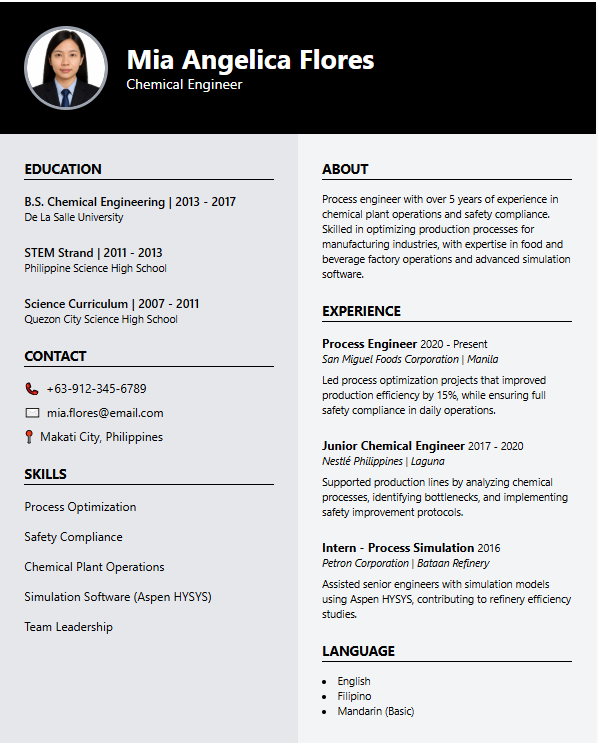 Mia Angelica Flores
Chemical Engineer
EDUCATION
B.S. Chemical Engineering | 2013 - 2017
De La Salle University
STEM Strand | 2011 - 2013
Philippine Science High School
Science Curriculum | 2007 - 2011
Quezon City Science High School
CONTACT
+63-912-345-6789
mia.flores@email.com
Makati City, Philippines
SKILLS
Process Optimization
Safety Compliance
Chemical Plant Operations
Simulation Software (Aspen HYSYS)
Team Leadership
ABOUT
Process engineer with over 5 years of experience in
chemical plant operations and safety compliance.
Skilled in optimizing production processes for
manufacturing industries, with expertise in food and
beverage factory operations and advanced simulation
software.
EXPERIENCE
Process Engineer 2020 - Present
San Miguel Foods Corporation | Manila
Led process optimization projects that improved
production efficiency by 15%, while ensuring full
safety compliance in daily operations.
Junior Chemical Engineer 2017 - 2020
Nestlé Philippines | Laguna
Supported production lines by analyzing chemical
processes, identifying bottlenecks, and implementing
safety improvement protocols.
Intern - Process Simulation 2016
Petron Corporation | Bataan Refinery
Assisted senior engineers with simulation models
using Aspen HYSYS, contributing to refinery efficiency
studies.
LANGUAGE
• English
• Filipino
• Mandarin (Basic)